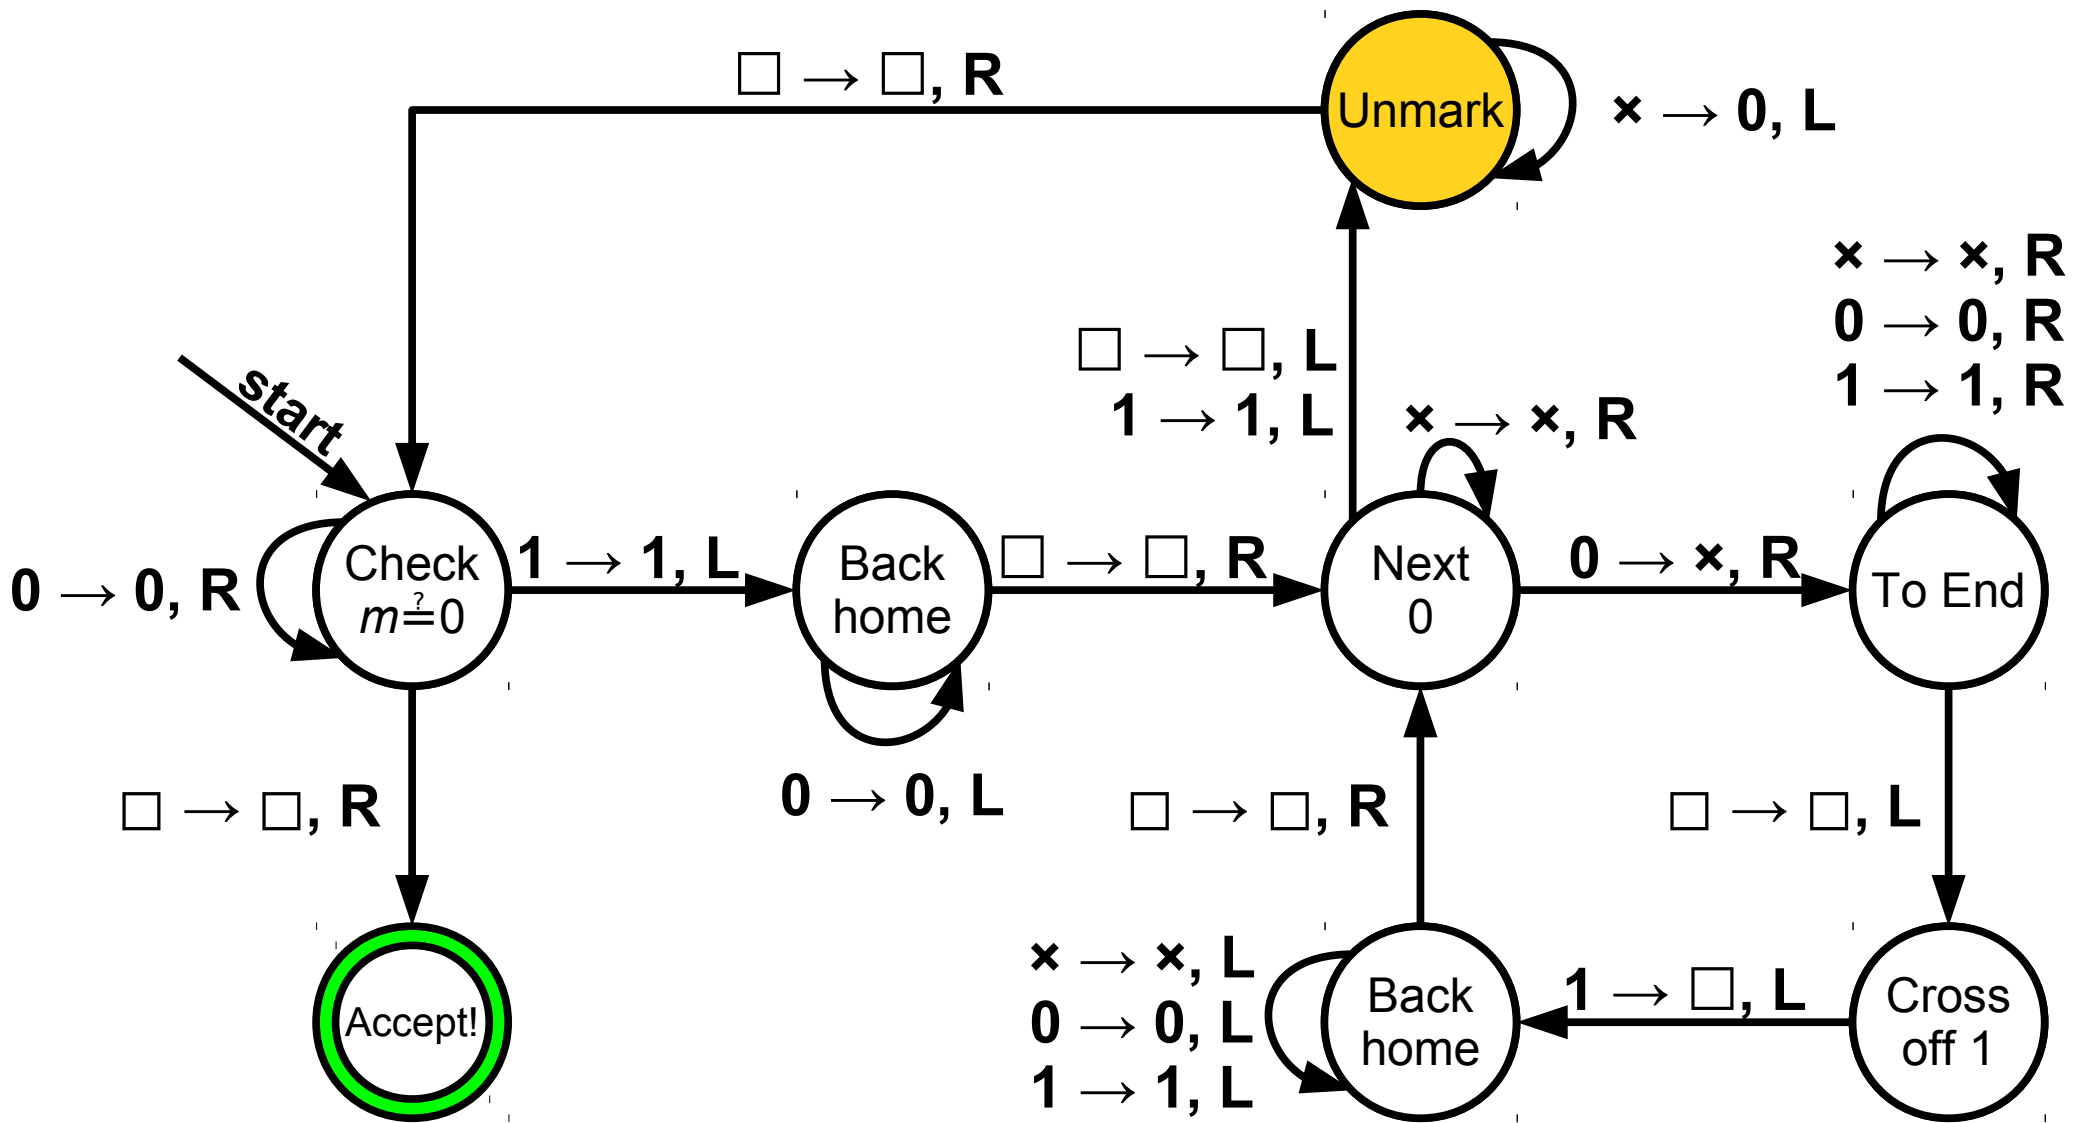 □ → □, R
Unmark
× → 0, L
× → ×, R
0 → 0, R
1 → 1, R
□ → □, L
1 → 1, L
× → ×, R
start
0 → 0, R
Check
m≟0
1 → 1, L
Back
home
□ → □, R
Next
0
0 → ×, R
To End
0 → 0, L
□ → □, R
□ → □, R
□ → □, L
Accept!
× → ×, L
0 → 0, L
1 → 1, L
Back
home
1 → □, L
Cross
off 1